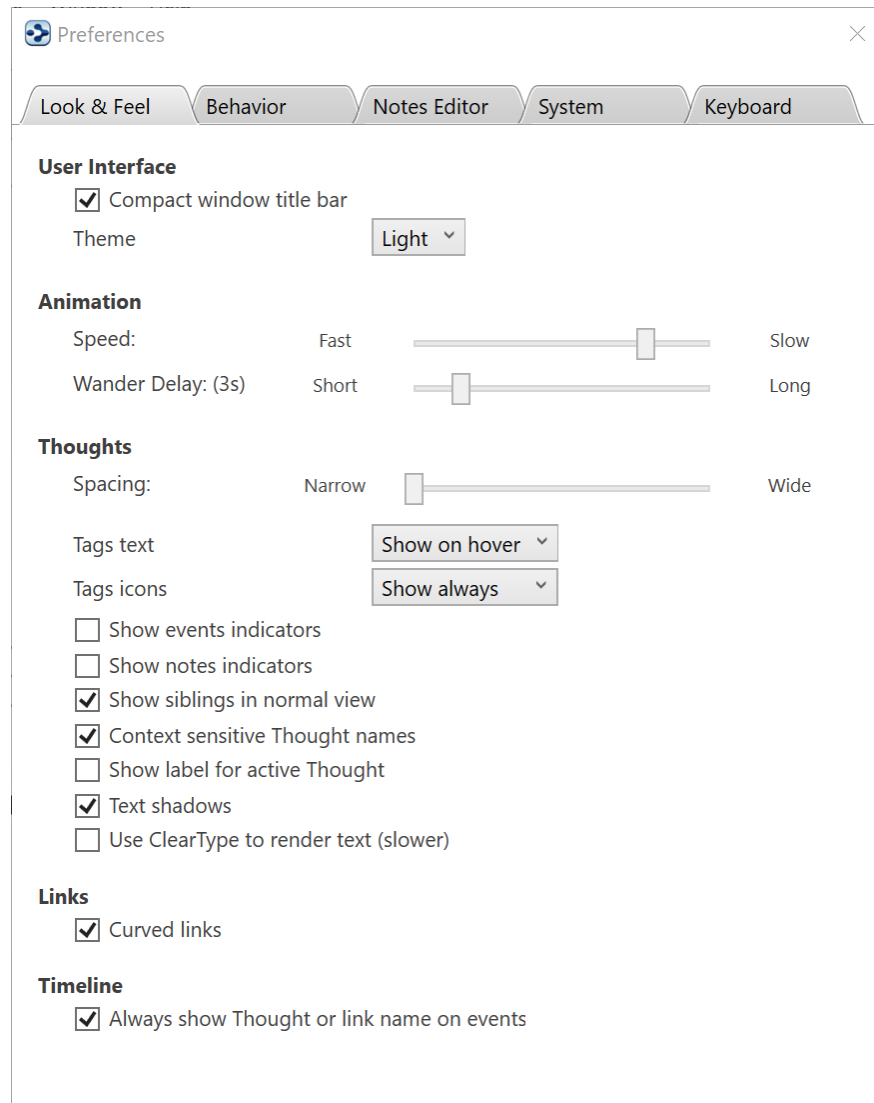 Preferences
Look & Feel Behavior Notes Editor System Keyboard
User Interface
Compact window title bar
Theme Light
Animation
Speed: Fast Slow
Wander Delay: (3s) Short Long
Thoughts
Spacing: Narrow Wide
Tags text Show on hover
Tags icons Show always
Show events indicators
Show notes indicators
Show siblings in normal view
Context sensitive Thought names
Show label for active Thought
Text shadows
Use ClearType to render text (slower)
Links
Curved links
Timeline
Always show Thought or link name on events